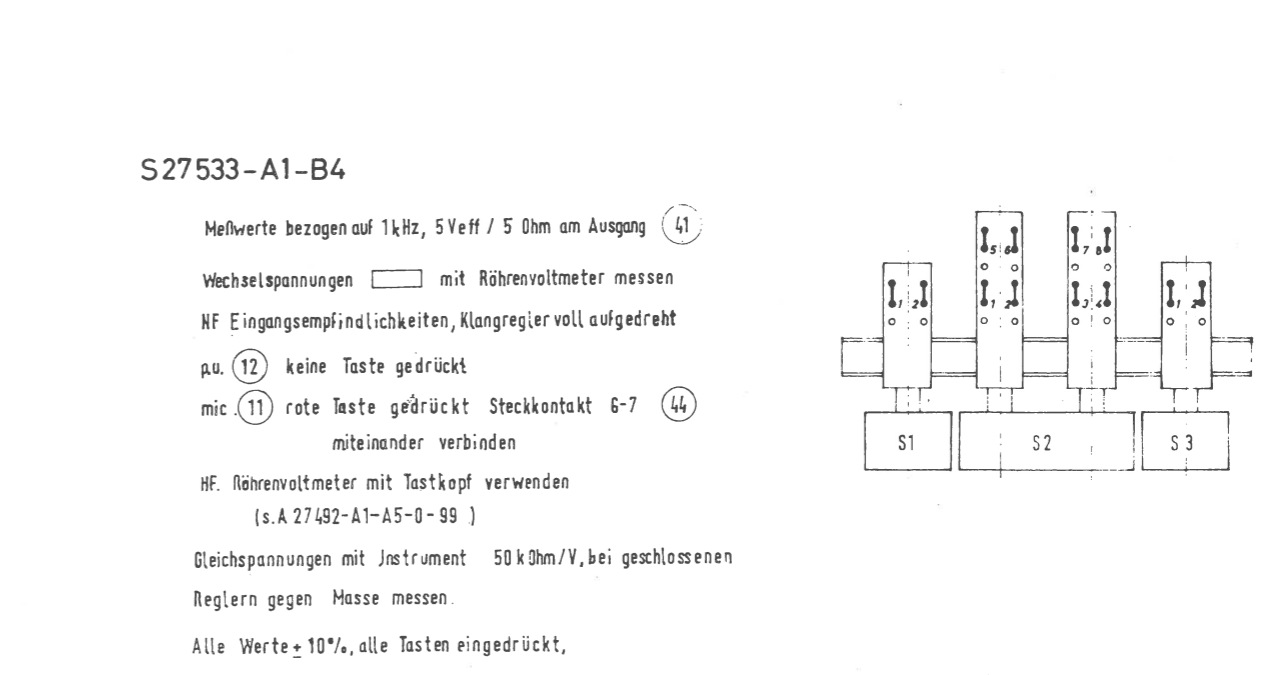 S27533-A1-B4
Meßwerte bezogen auf 1kHz, 5Veff / 5 Ohm am Ausgang 41
Wechselspannungen mit Röhrenvoltmeter messen
NF Eingangsempfindlichkeiten, Klangregler voll aufgedreht
p.u. 12 keine Taste gedrückt
mic. 11 rote Taste gedrückt Steckkontakt 6-7 44
miteinander verbinden
HF. Röhrenvoltmeter mit Tastkopf verwenden
(s.A 27492-A1-A5-0-99 )
Gleichspannungen mit Jnstrument 50 kOhm/V, bei geschlossenen
Reglern gegen Masse messen.
Alle Werte ± 10%, alle Tasten eingedrückt,
5 6 7 8
1 2 1 2 3 4 1 2
S1 S2 S3